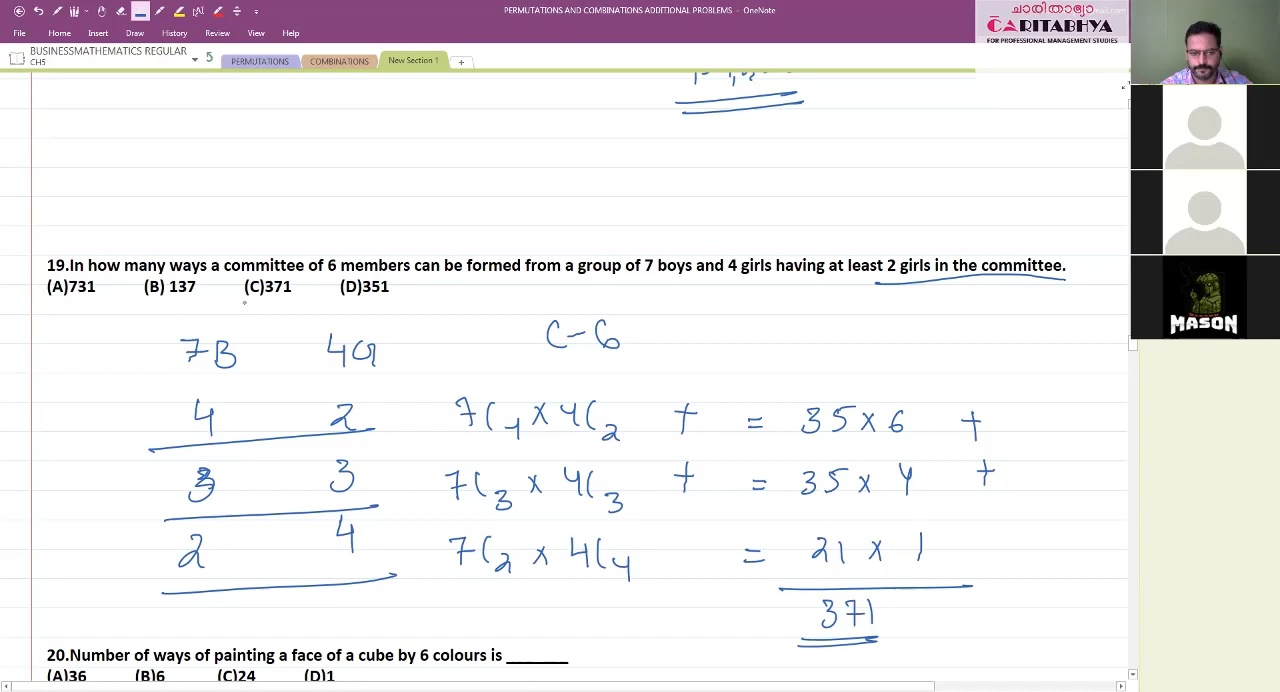 PERMUTATIONS AND COMBINATIONS ADDITIONAL PROBLEMS - OneNote
ചാരിതാഭ്യാ
CARITABHYA
FOR PROFESSIONAL MANAGEMENT STUDIES
File Home Insert Draw History Review View Help
BUSINESSMATHEMATICS REGULAR
CH5
PERMUTATIONS COMBINATIONS New Section 1 +
19.In how many ways a committee of 6 members can be formed from a group of 7 boys and 4 girls having at least 2 girls in the committee.
(A)731 (B) 137 (C)371 (D)351
C-6
7B 4G
4 2 7C4 × 4C2 + = 35 × 6 +
3 3 7C3 × 4C3 + = 35 × 4 +
2 4 7C2 × 4C4 = 21 × 1
371
20.Number of ways of painting a face of a cube by 6 colours is _______
(A)36 (B)6 (C)24 (D)1
MASON